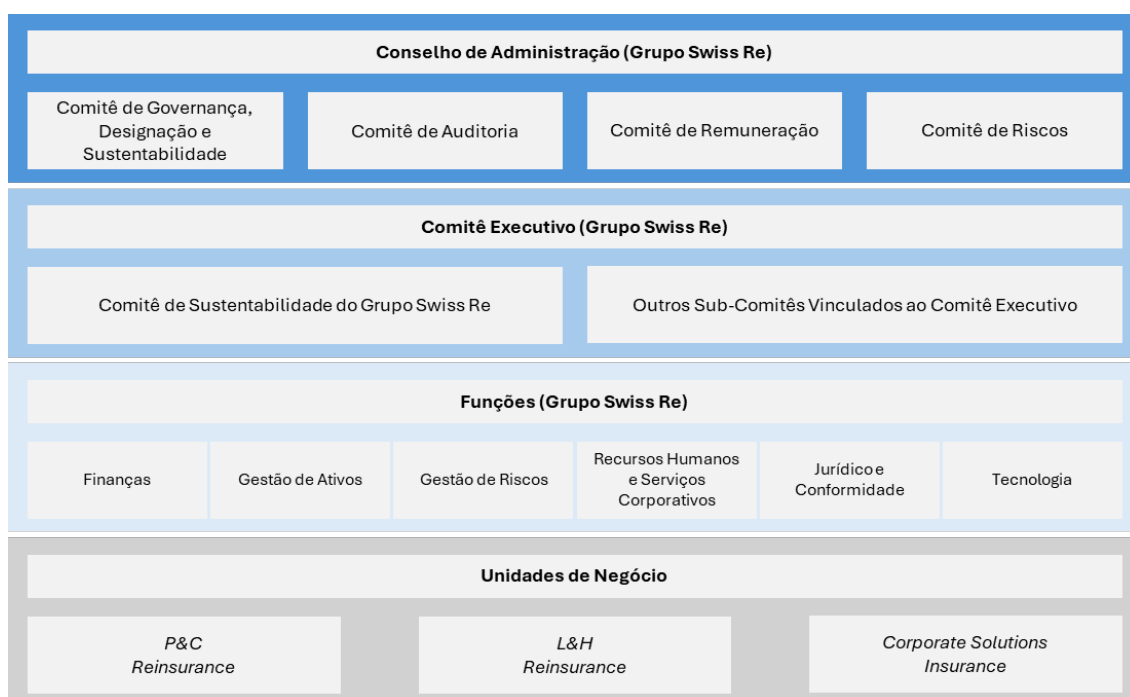 Conselho de Administração (Grupo Swiss Re)
Comitê de Governança,
Designação e
Sustentabilidade
Comitê de Auditoria
Comitê de Remuneração
Comitê de Riscos
Comitê Executivo (Grupo Swiss Re)
Comitê de Sustentabilidade do Grupo Swiss Re
Outros Sub-Comitês Vinculados ao Comitê Executivo
Funções (Grupo Swiss Re)
Finanças
Gestão de Ativos
Gestão de Riscos
Recursos Humanos
e Serviços
Corporativos
Jurídico e
Conformidade
Tecnologia
Unidades de Negócio
P&C
Reinsurance
L&H
Reinsurance
Corporate Solutions
Insurance